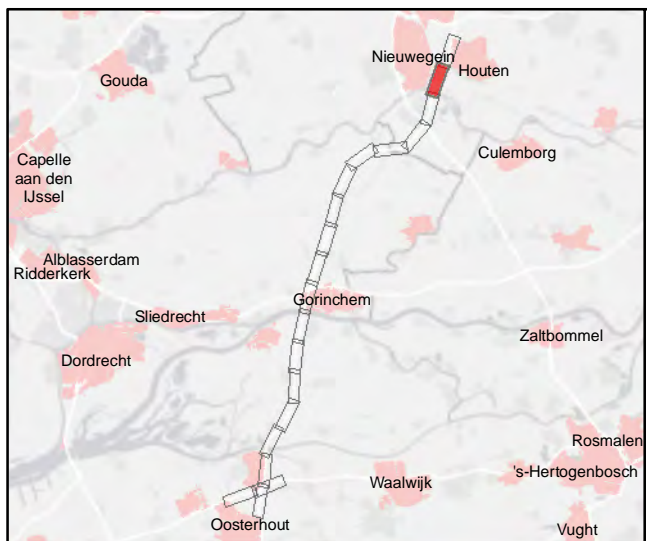 Nieuwegein
Houten
Gouda
Culemborg
Capelle
aan den
IJssel
Alblasserdam
Ridderkerk
Sliedrecht
Gorinchem
Zaltbommel
Dordrecht
Rosmalen
's-Hertogenbosch
Waalwijk
Oosterhout
Vught